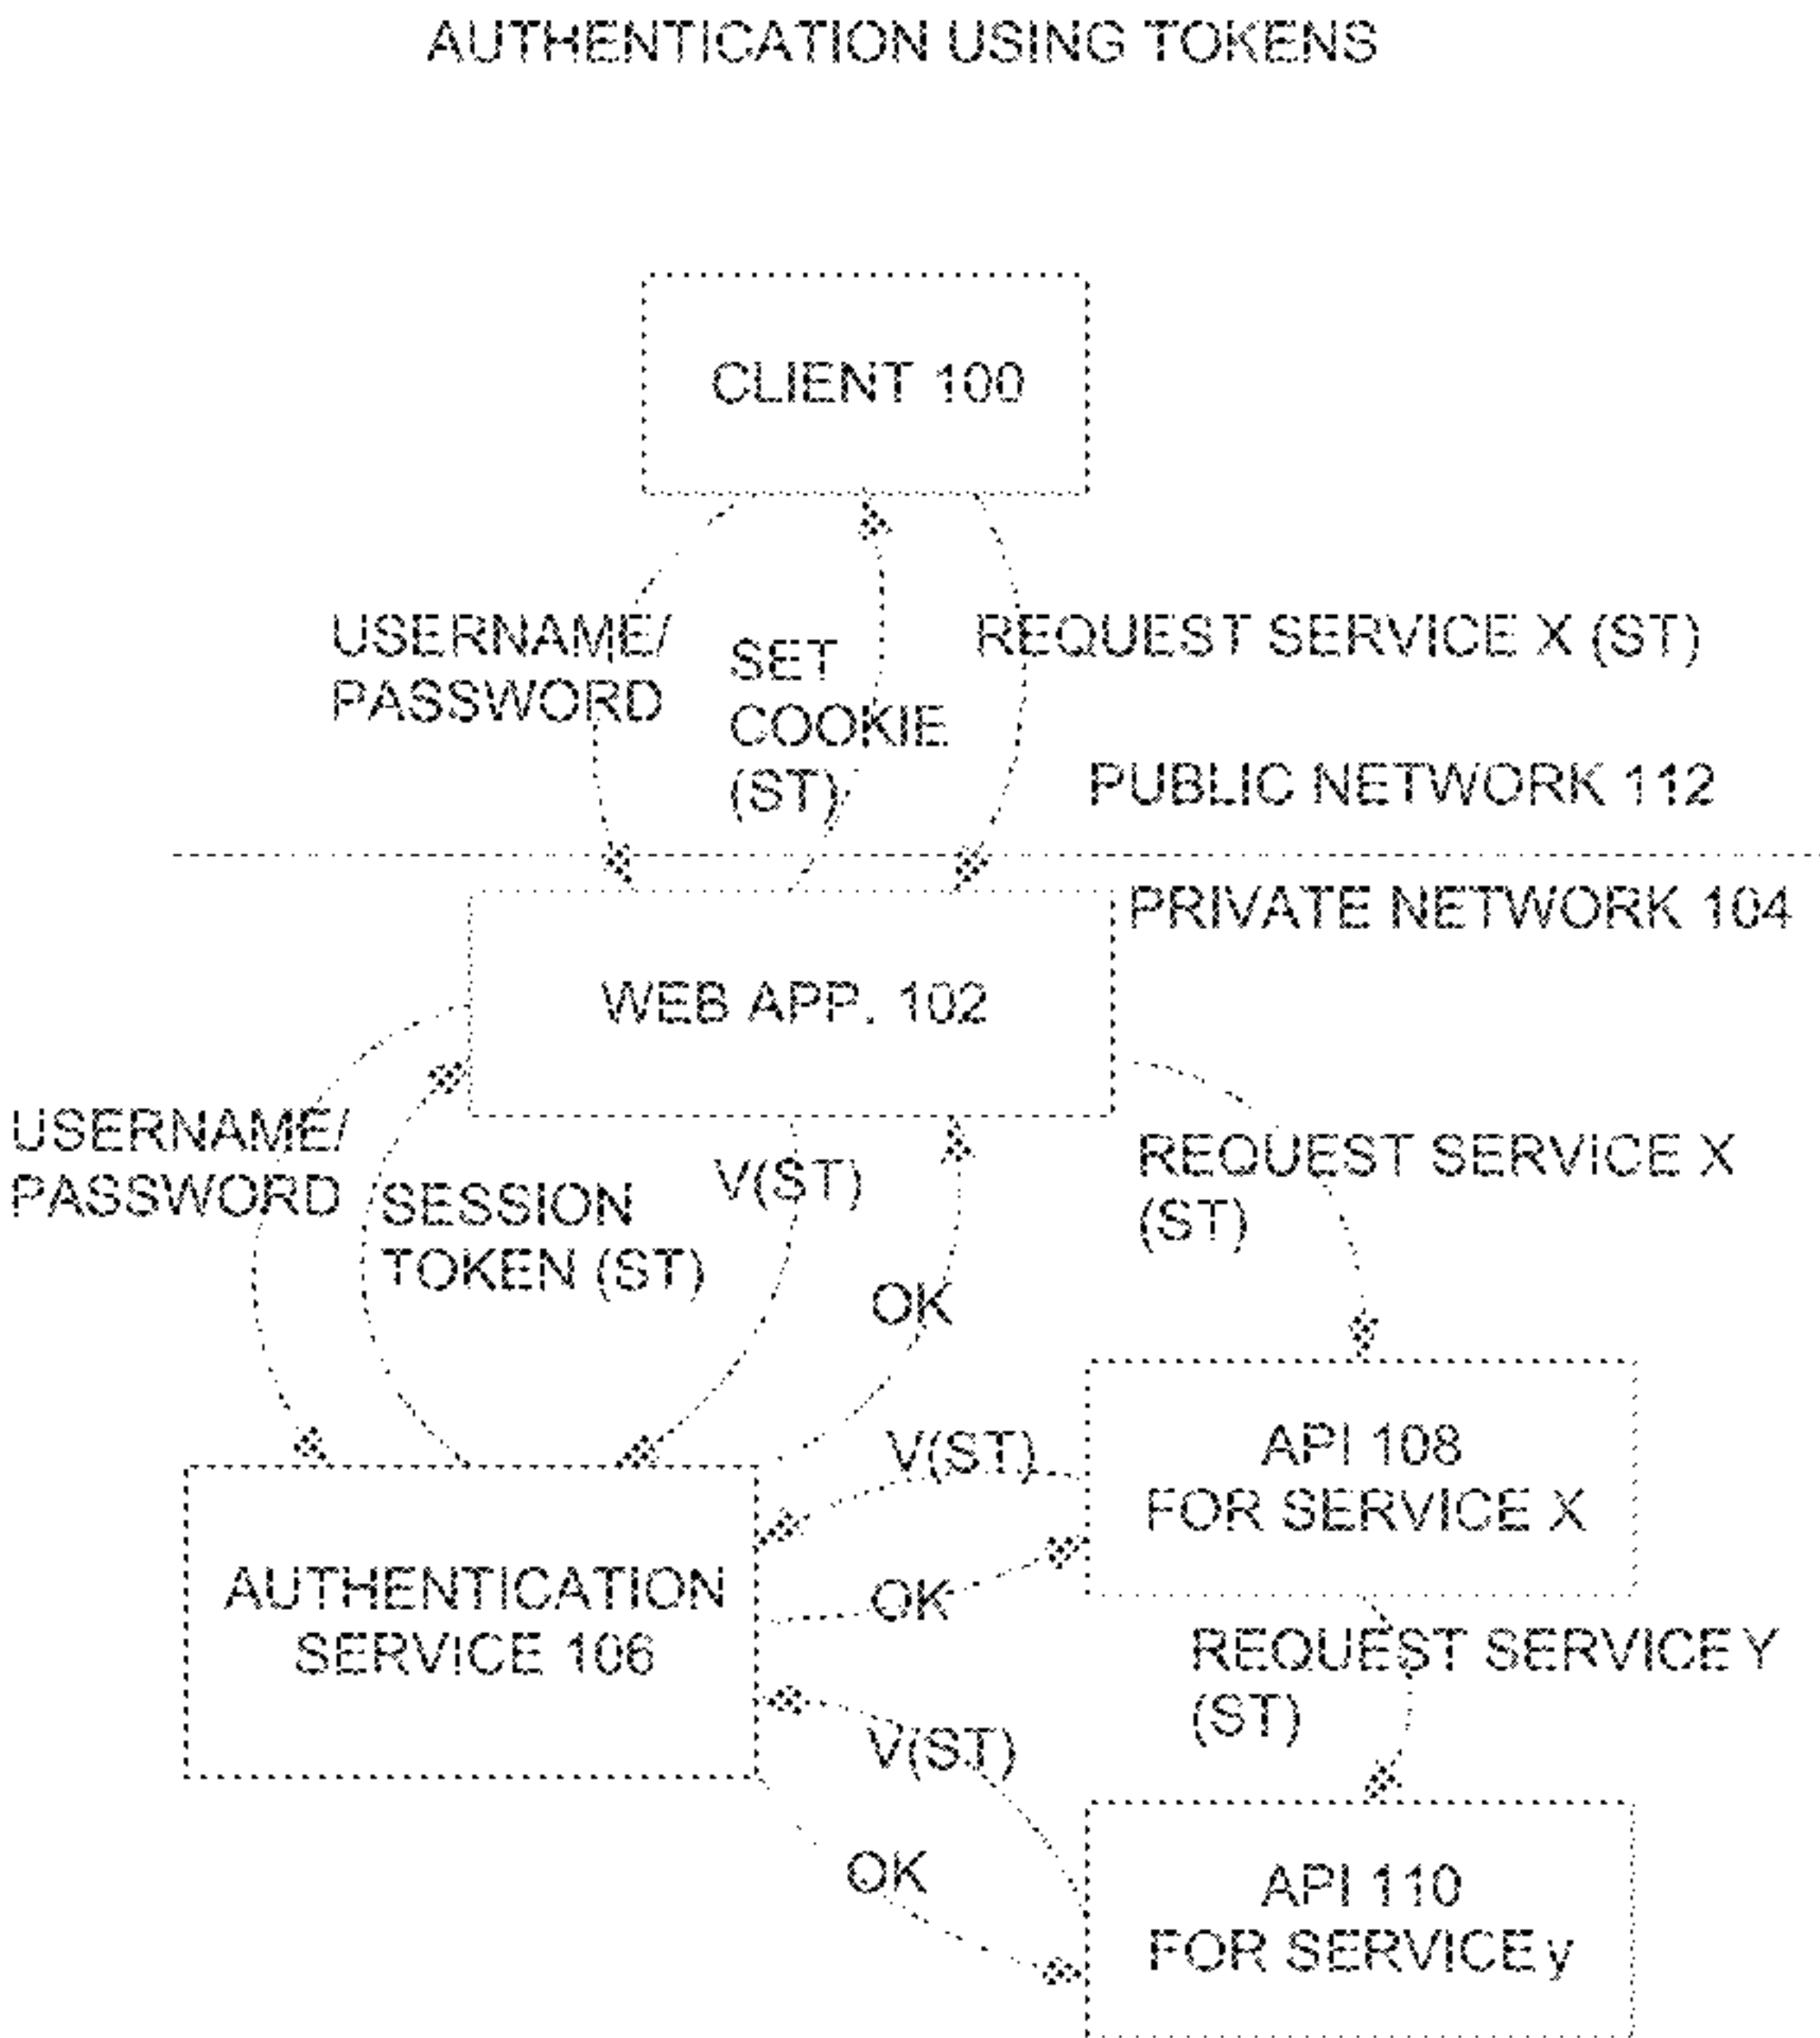 AUTHENTICATION USING TOKENS
CLIENT 100
USERNAME/
PASSWORD
SET
COOKIE
(ST)
REQUEST SERVICE X (ST)
PUBLIC NETWORK 112
PRIVATE NETWORK 104
WEB APP. 102
USERNAME/
PASSWORD
SESSION
TOKEN (ST)
V(ST)
OK
REQUEST SERVICE X
(ST)
API 108
FOR SERVICE X
V(ST)
OK
AUTHENTICATION
SERVICE 106
REQUEST SERVICE Y
(ST)
V(ST)
OK
API 110
FOR SERVICE y